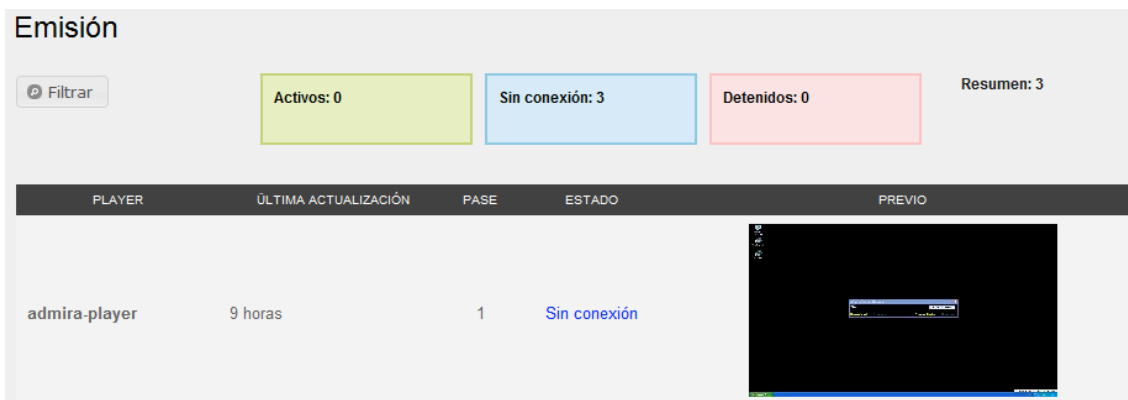 Emisión
Filtrar
Activos: 0
Sin conexión: 3
Detenidos: 0
Resumen: 3
PLAYER ÚLTIMA ACTUALIZACIÓN PASE ESTADO PREVIO
admira-player 9 horas 1 Sin conexión